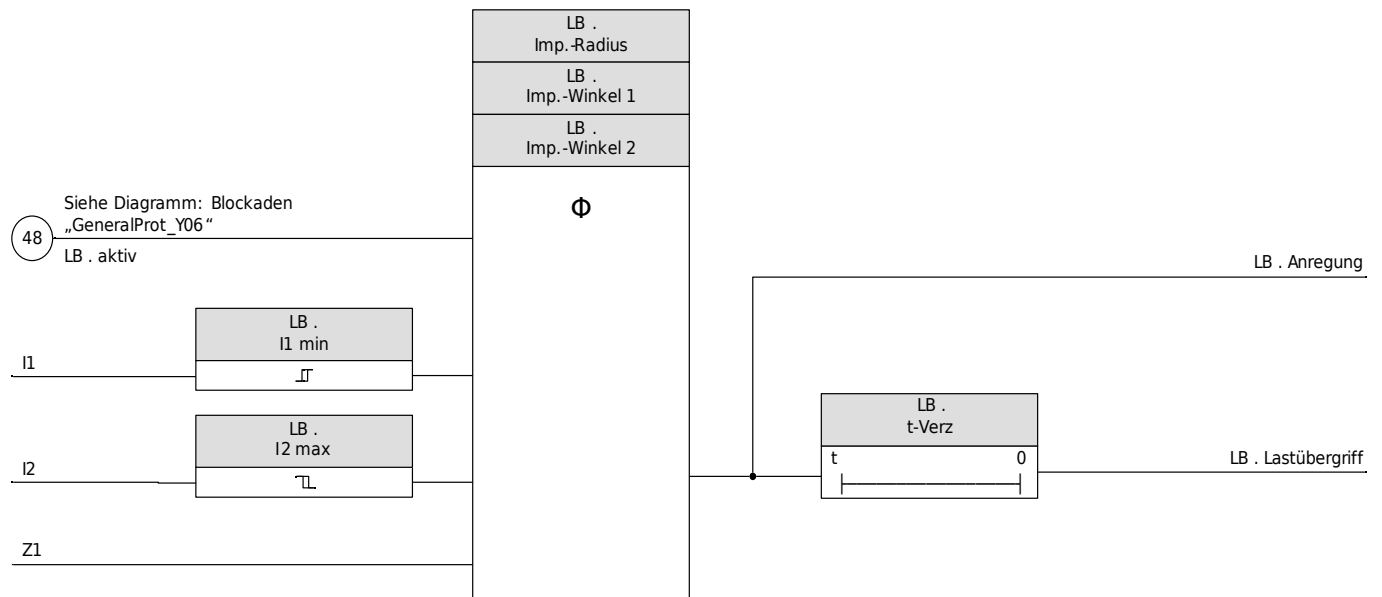 LB .
Imp.-Radius
LB .
Imp.-Winkel 1
LB .
Imp.-Winkel 2
Φ
Siehe Diagramm: Blockaden
„GeneralProt_Y06“
48
LB . aktiv
LB . Anregung
LB .
I1 min
I1
LB .
t-Verz
t 0
LB .
I2 max
I2
LB . Lastübergriff
Z1